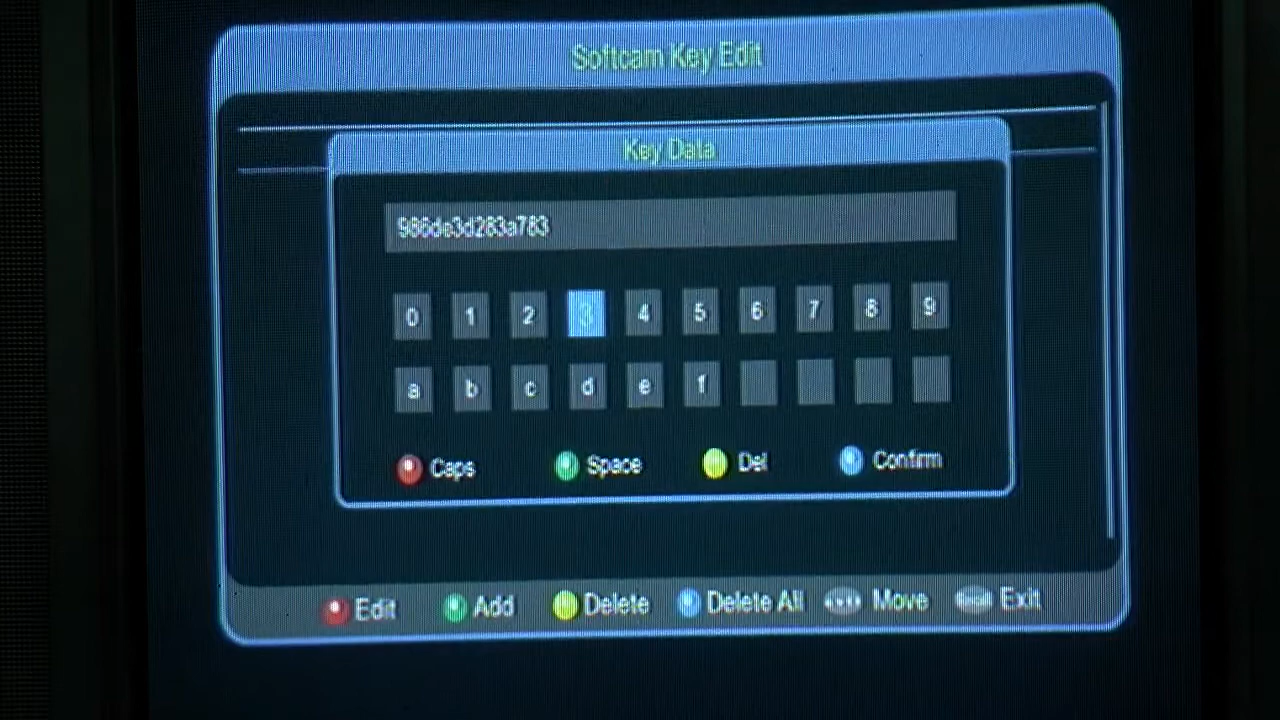 Softcam Key Edit
Key Data
986de3d283a783
0 1 2 3 4 5 6 7 8 9
a b c d e f
Caps Space Del Confirm
Edit Add Delete Delete All Move Exit